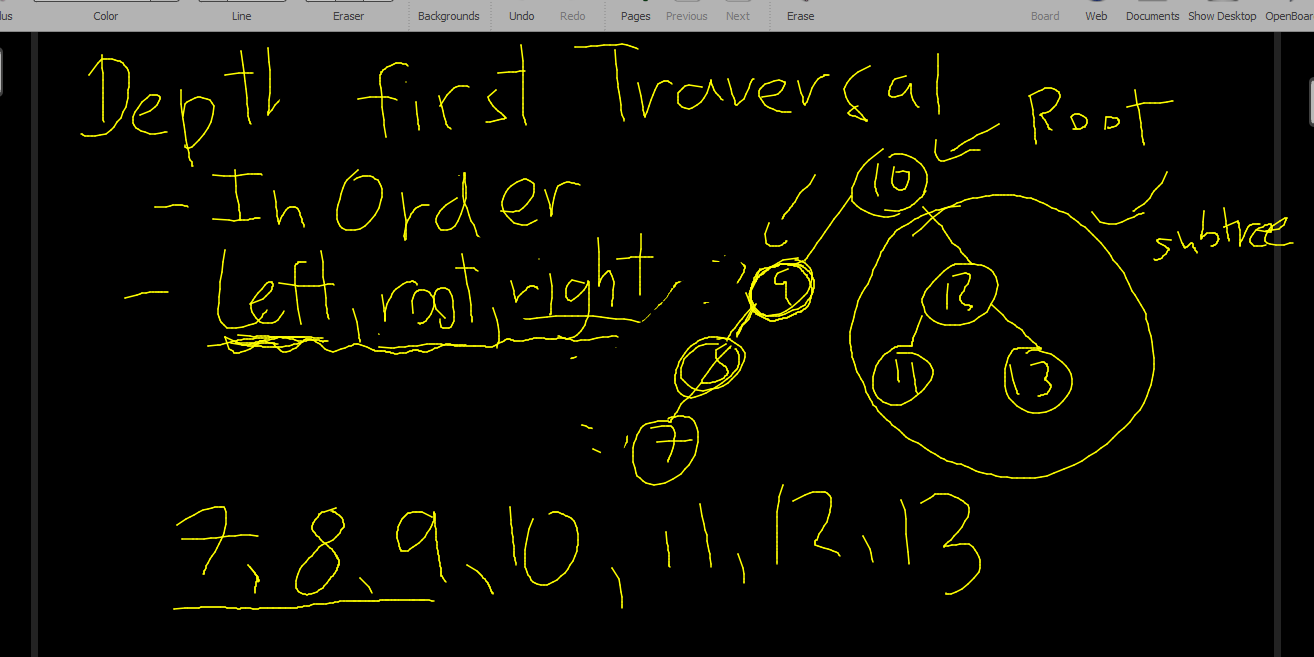 Color Line Eraser Backgrounds Undo Redo Pages Previous Next Erase Board Web Documents Show Desktop OpenBoar
Depth first Traversal
Root
- In Order
10
subtree
- Left, root, right
9
12
8
11
13
7
7, 8, 9, 10, 11, 12, 13